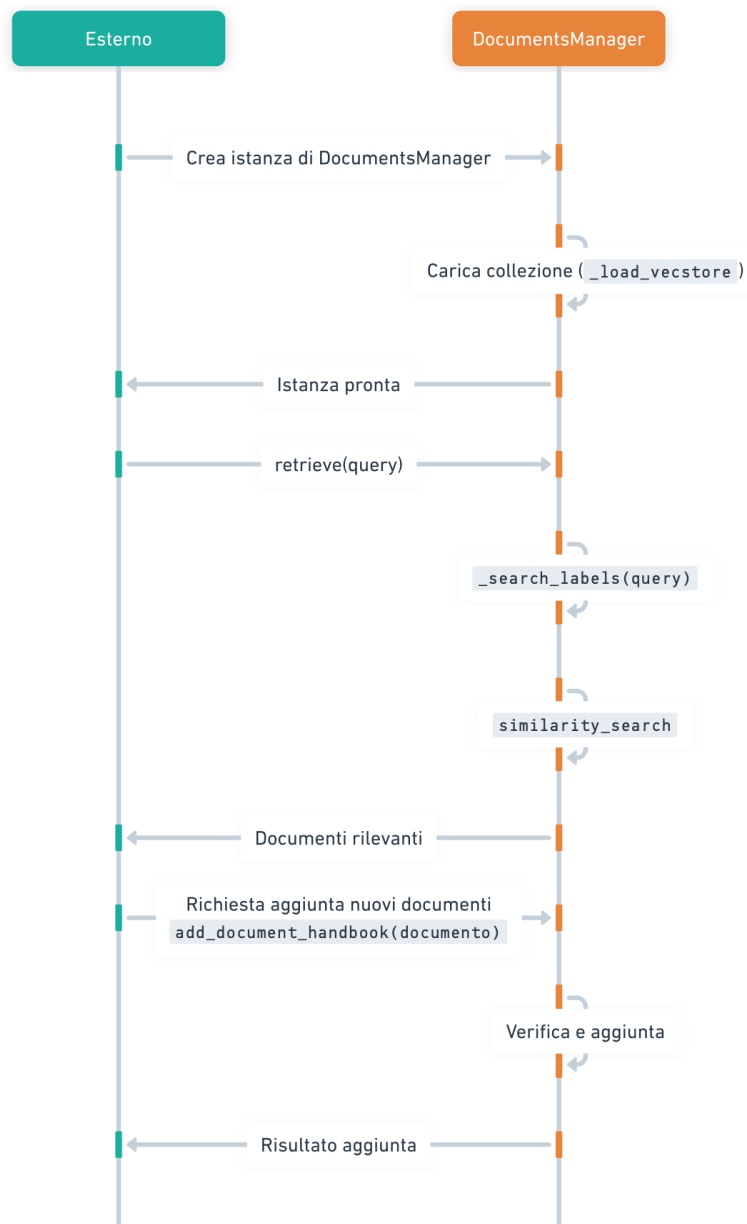 Esterno
DocumentsManager
Crea istanza di DocumentsManager
Carica collezione (_load_vecstore)
Istanza pronta
retrieve(query)
_search_labels(query)
similarity_search
Documenti rilevanti
Richiesta aggiunta nuovi documenti
add_document_handbook(documento)
Verifica e aggiunta
Risultato aggiunta